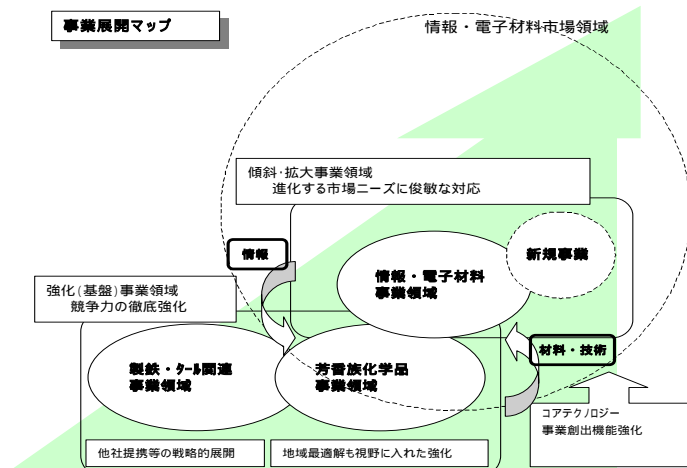 事業展開マップ
情報・電子材料市場領域
傾斜・拡大事業領域
進化する市場ニーズに俊敏な対応
情報
情報・電子材料
事業領域
新規事業
強化(基盤)事業領域
競争力の徹底強化
材料・技術
製鉄・タール関連
事業領域
芳香族化学品
事業領域
コアテクノロジー
事業創出機能強化
他社提携等の戦略的展開
地域最適解も視野に入れた強化